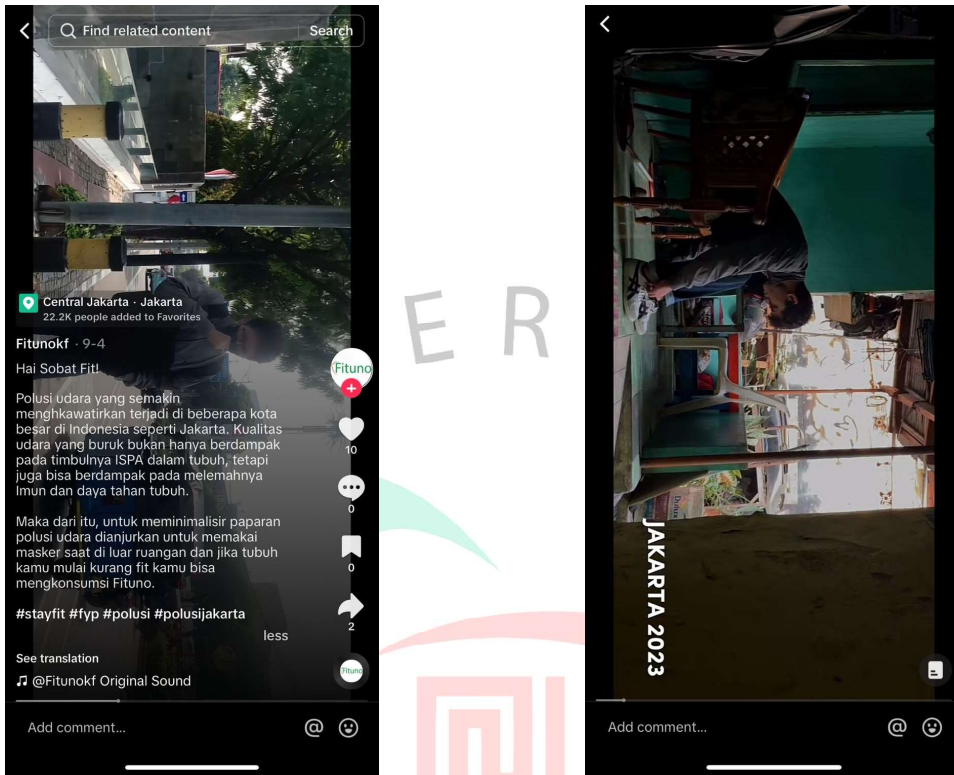 Find related content
Search
Central Jakarta · Jakarta
22.2K people added to Favorites
Fitunokf · 9-4
Hai Sobat Fit!
Polusi udara yang semakin
menghkawatirkan terjadi di beberapa kota
besar di Indonesia seperti Jakarta. Kualitas
udara yang buruk bukan hanya berdampak
pada timbulnya ISPA dalam tubuh, tetapi
juga bisa berdampak pada melemahnya
Imun dan daya tahan tubuh.
Maka dari itu, untuk meminimalisir paparan
polusi udara dianjurkan untuk memakai
masker saat di luar ruangan dan jika tubuh
kamu mulai kurang fit kamu bisa
mengkonsumsi Fituno.
#stayfit #fyp #polusi #polusijakarta
less
See translation
@Fitunokf Original Sound
Fituno
10
0
0
2
Fituno
Add comment...
E R
JAKARTA 2023
Add comment...